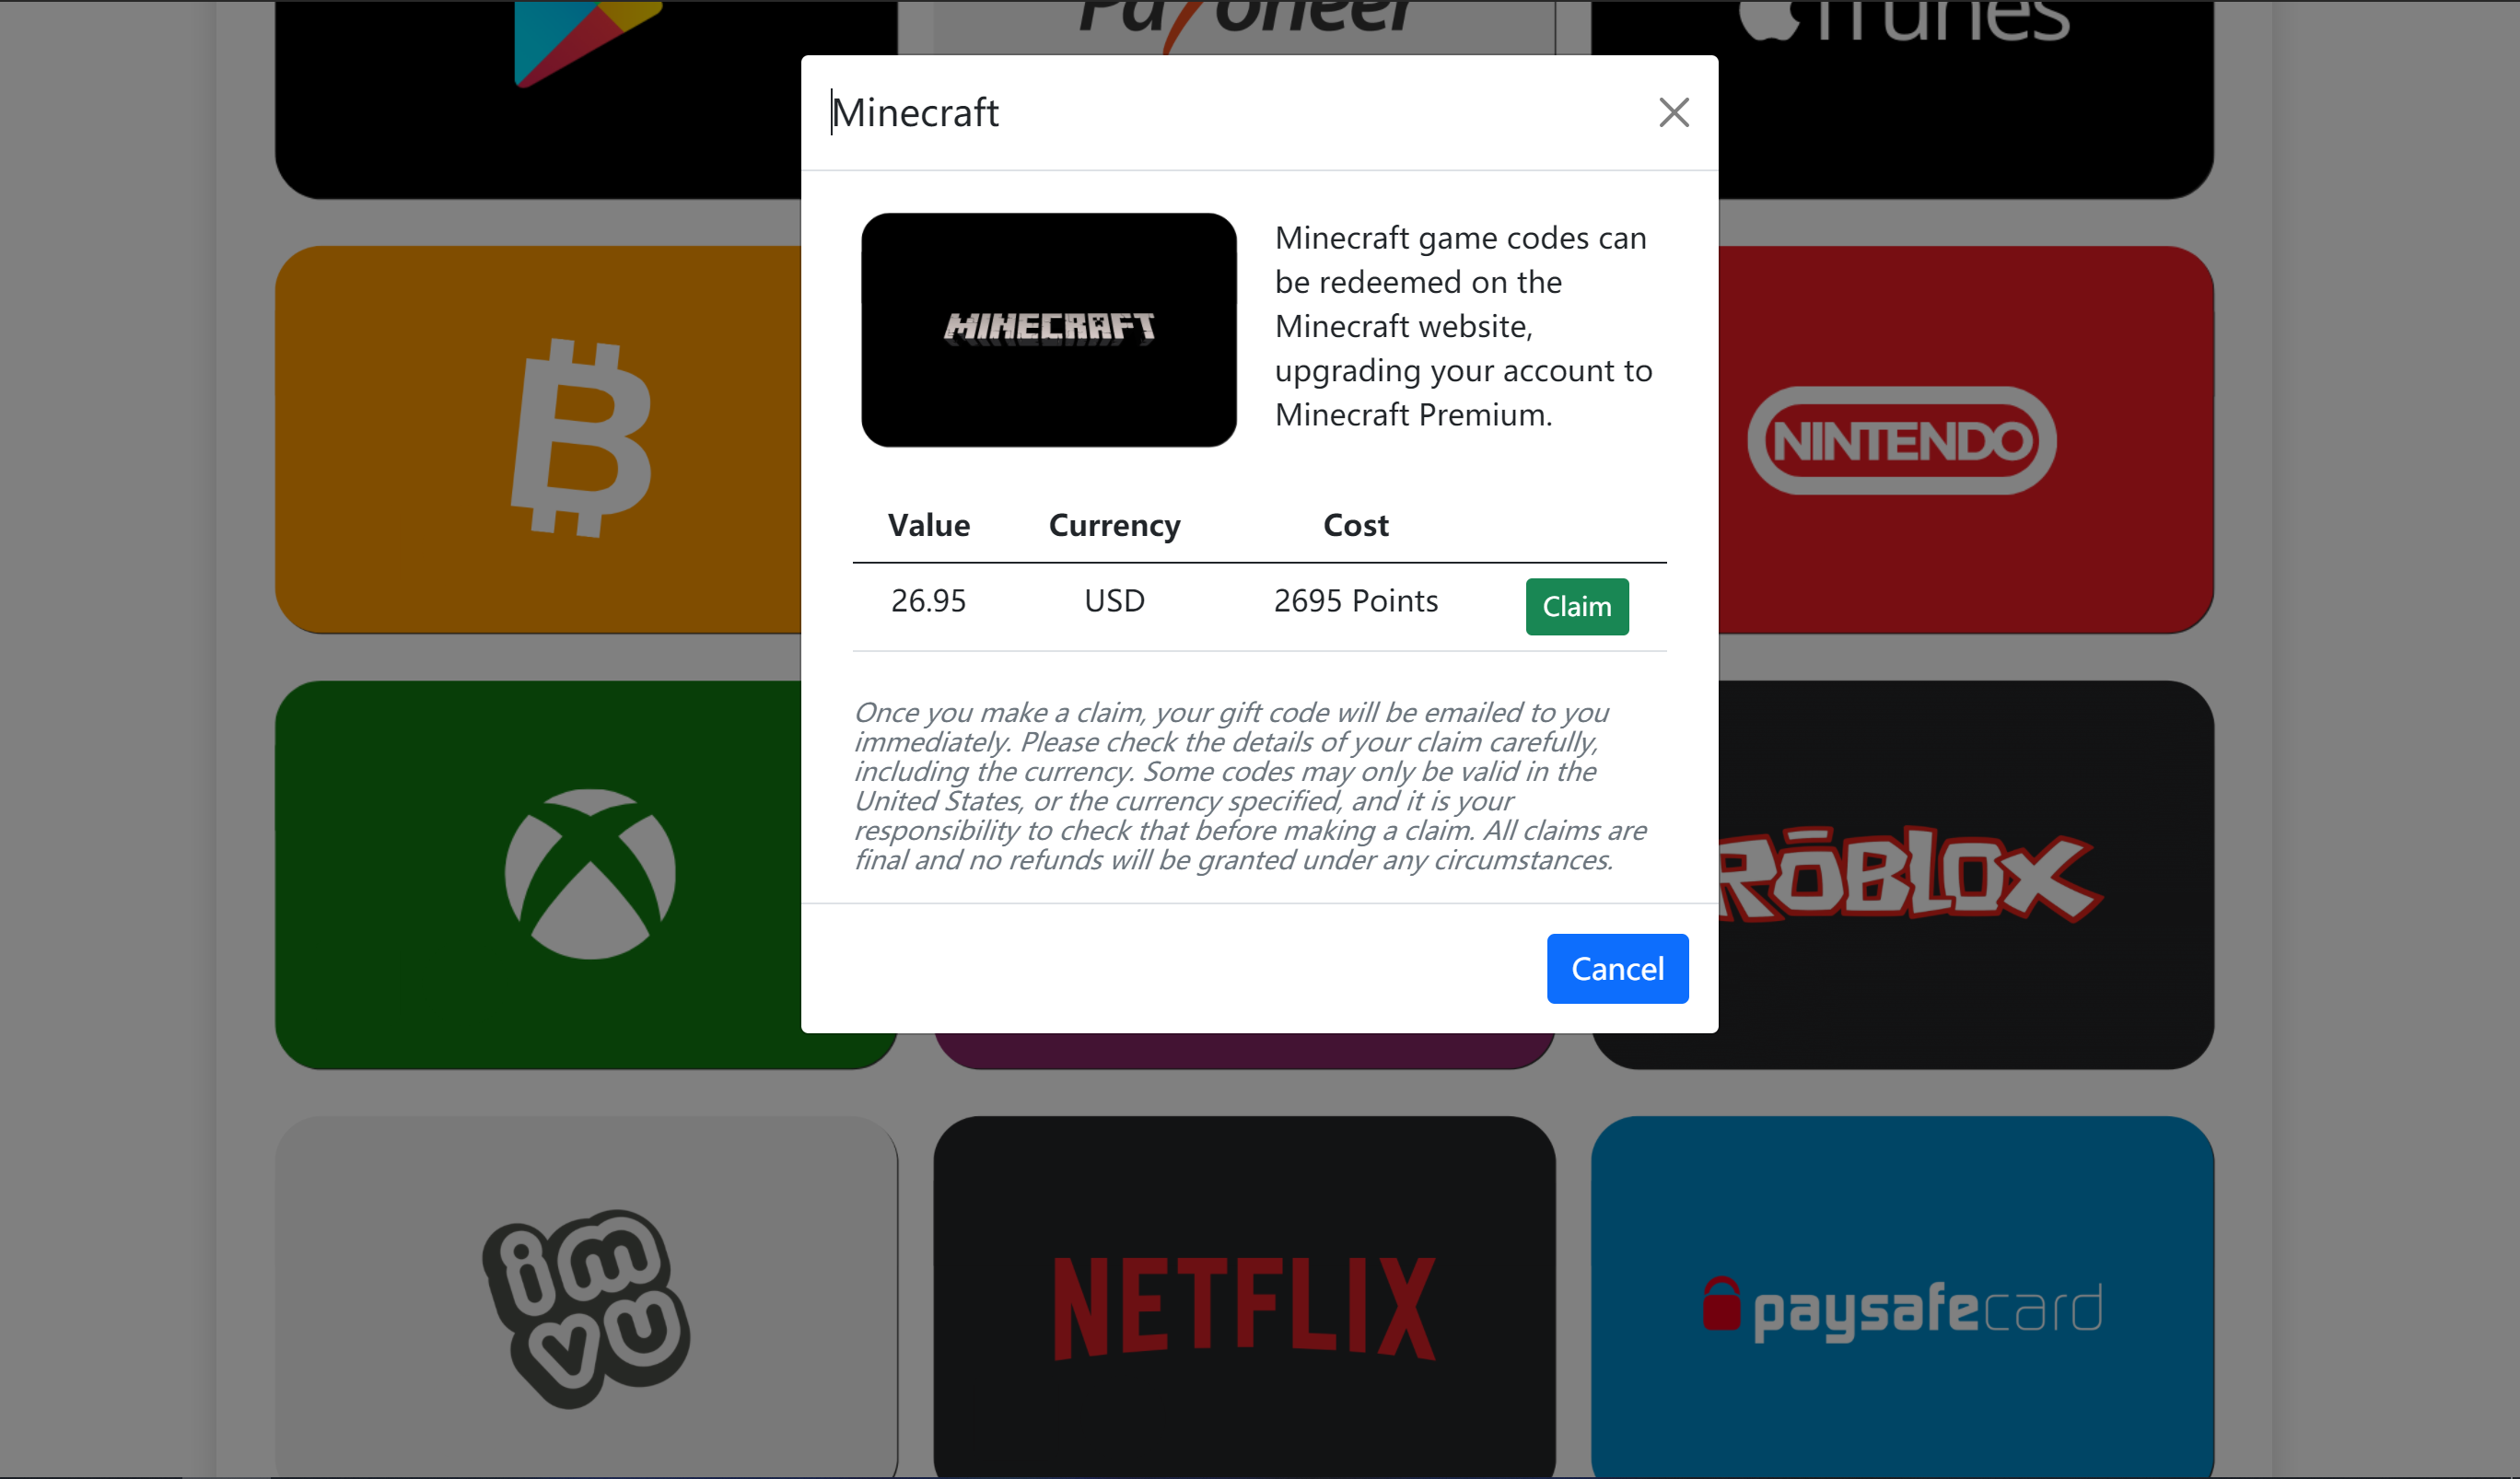 Payoneer
iTunes
Minecraft
MINECRAFT
Minecraft game codes can
be redeemed on the
Minecraft website,
upgrading your account to
Minecraft Premium.
Value Currency Cost
26.95 USD 2695 Points Claim
Once you make a claim, your gift code will be emailed to you
immediately. Please check the details of your claim carefully,
including the currency. Some codes may only be valid in the
United States, or the currency specified, and it is your
responsibility to check that before making a claim. All claims are
final and no refunds will be granted under any circumstances.
Cancel
NINTENDO
RŌBLOX
imvu
NETFLIX
paysafecard